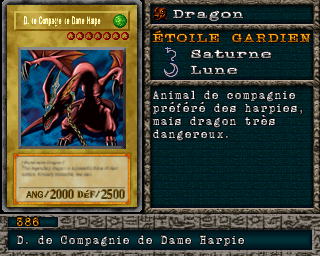 D. de Compagnie de Dame Harpie
ANG/2000 DÉF/2500
Dragon
ÉTOILE GARDIEN
Saturne
Lune
Animal de compagnie
préféré des harpies,
mais dragon très
dangereux.
386
D. de Compagnie de Dame Harpie